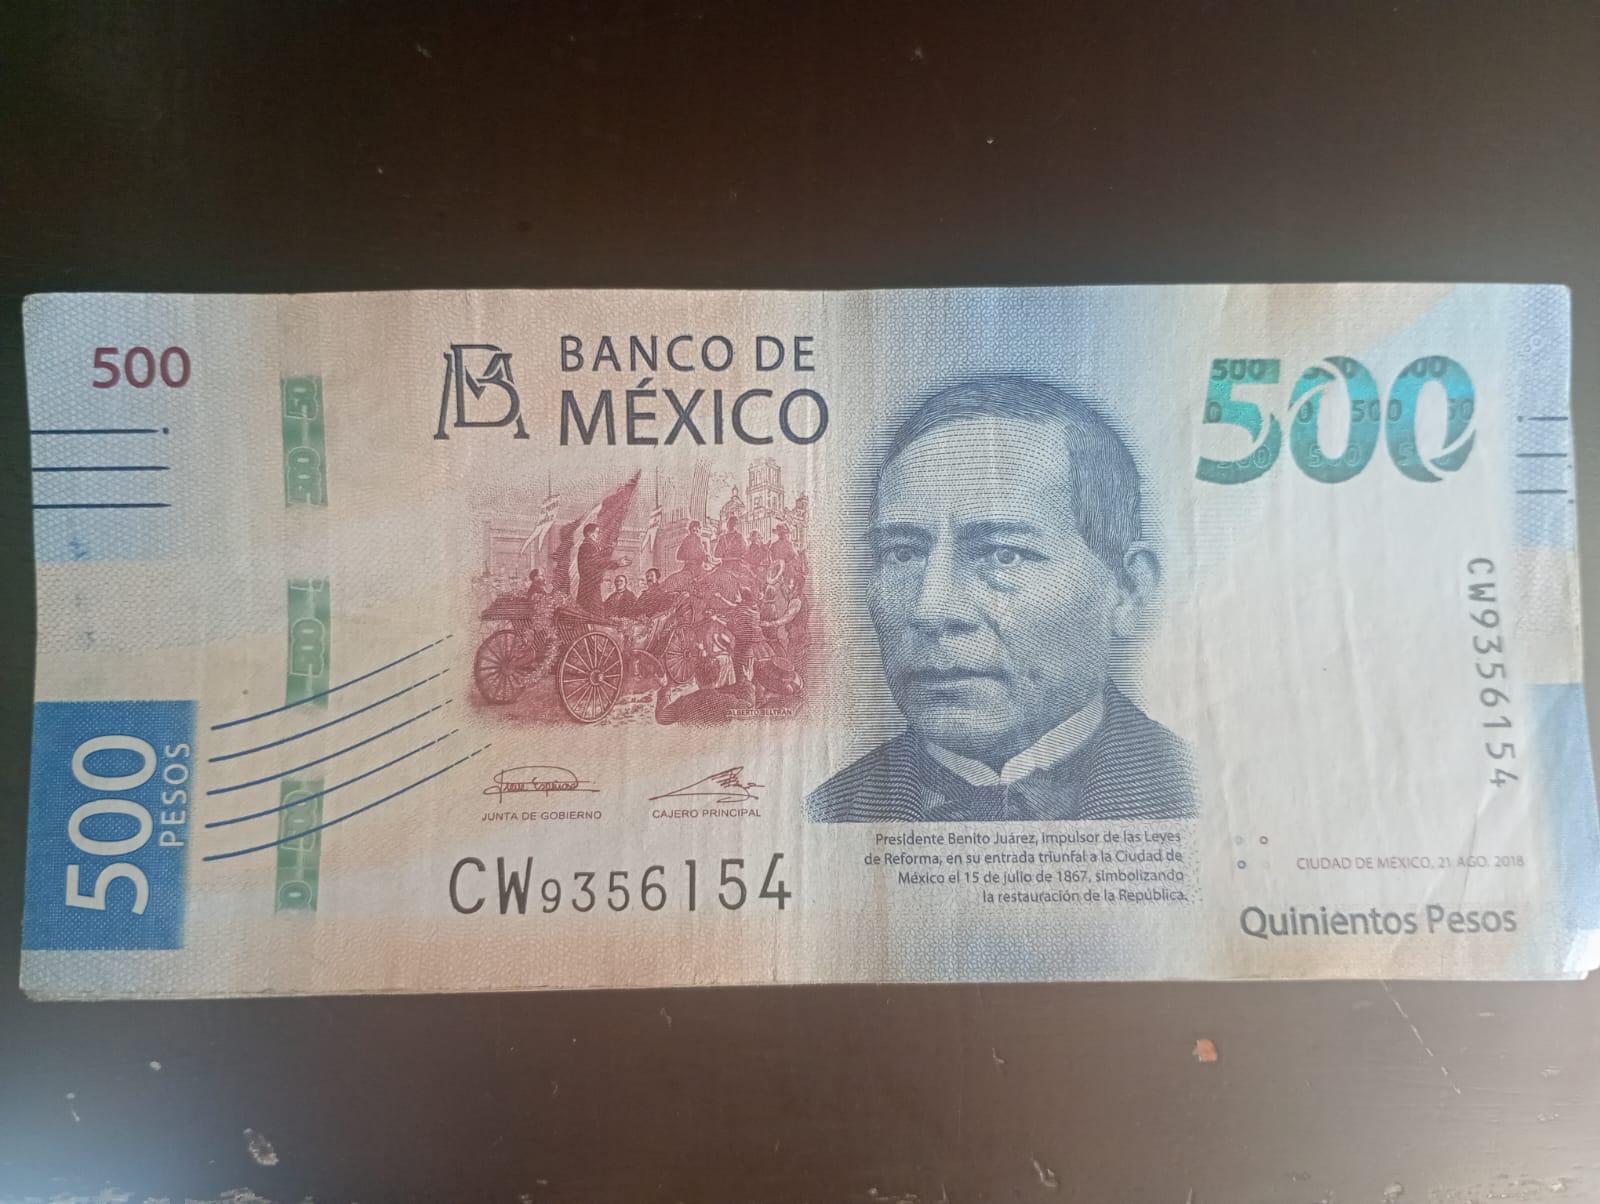 500
BANCO DE
MÉXICO
500
500
PESOS
ALBERTO BELTRÁN
JUNTA DE GOBIERNO
CAJERO PRINCIPAL
CW9356154
CW9356154
Presidente Benito Juárez, impulsor de las Leyes
de Reforma, en su entrada triunfal a la Ciudad de
México el 15 de julio de 1867, simbolizando
la restauración de la República.
CIUDAD DE MÉXICO, 21 AGO. 2018
Quinientos Pesos